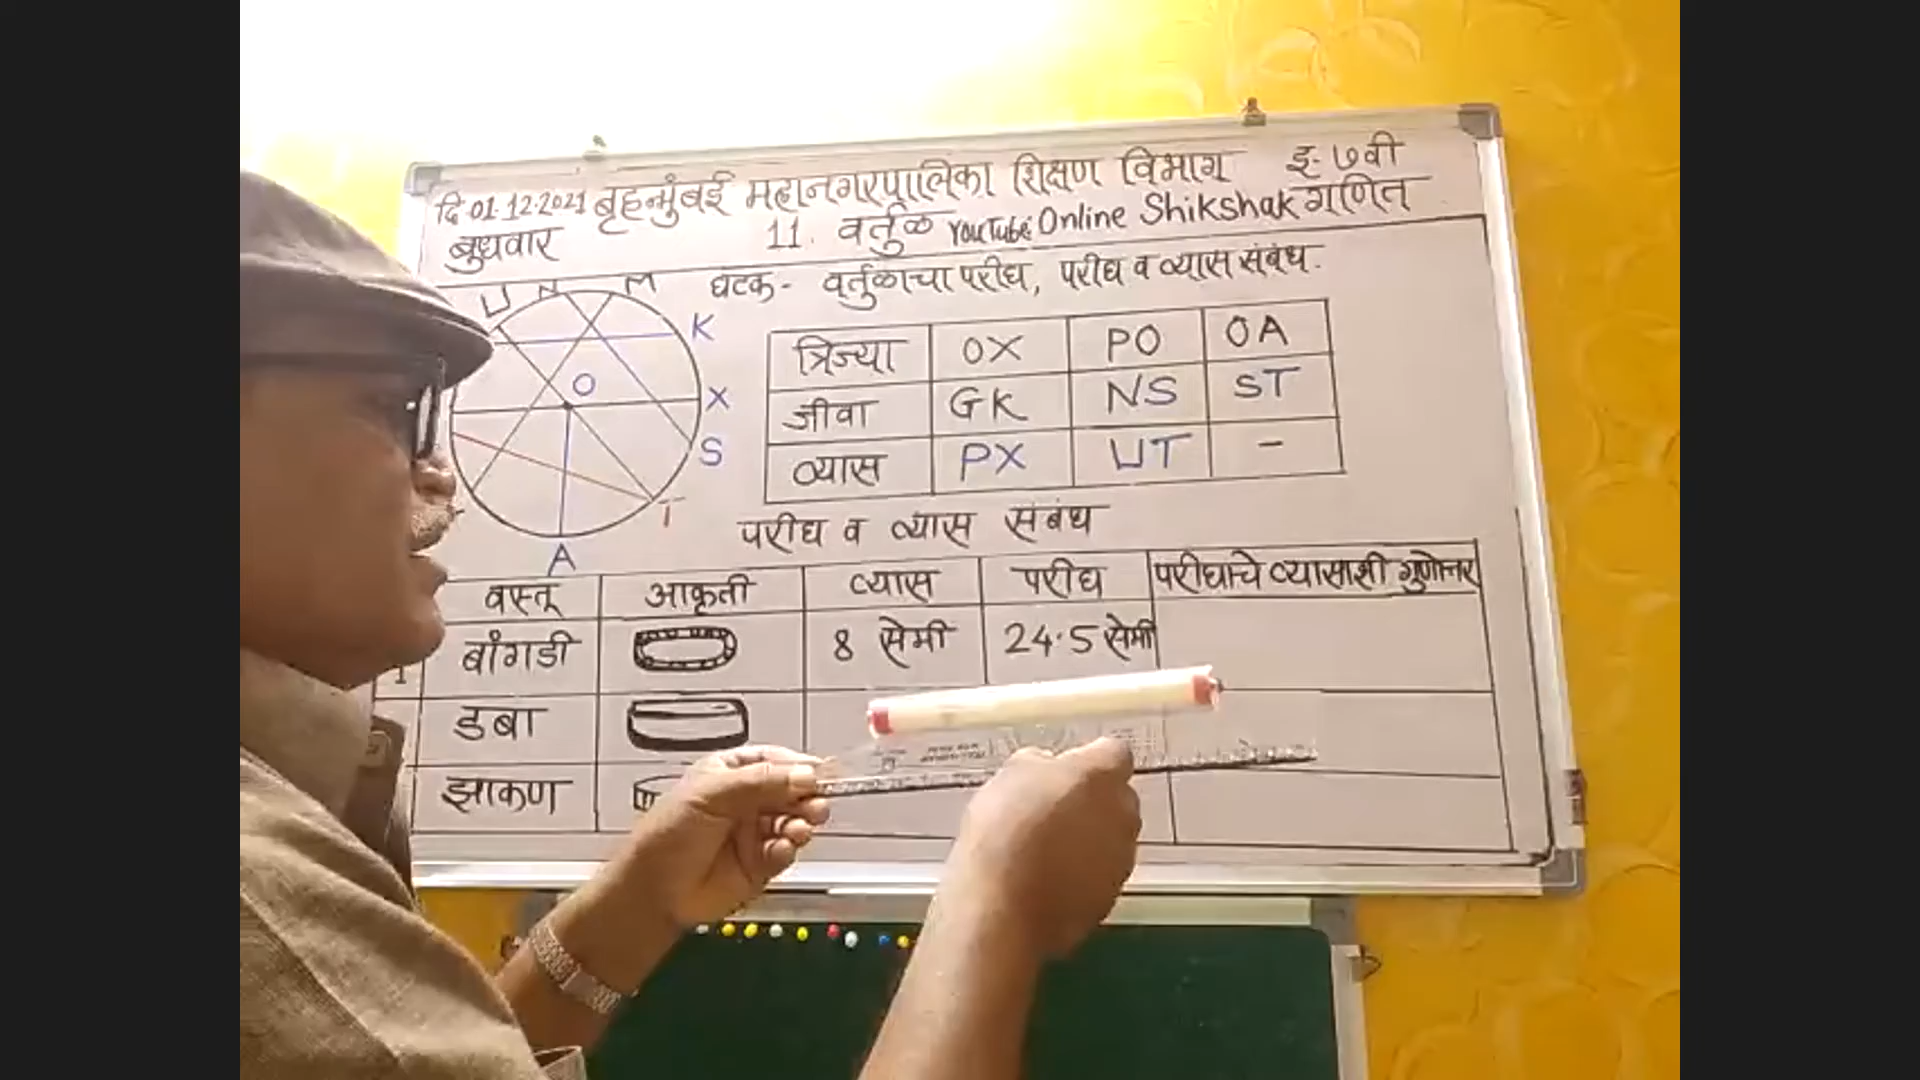 दि.01.12.2021 बृहन्मुंबई महानगरपालिका शिक्षण विभाग इ-७वी
बुधवार 11. वर्तुळ YouTube: Online Shikshak गणित
घटक - वर्तुळाचा परीघ, परीघ व व्यास संबंध.
U N M
K
O
X
S
T
A
त्रिज्या OX PO OA
जीवा GK NS ST
व्यास PX UT -
परीघ व व्यास संबंध
वस्तू आकृती व्यास परीघ परीघाचे व्यासाशी गुणोत्तर
1 बांगडी 8 सेमी 24.5 सेमी
डबा
झाकण